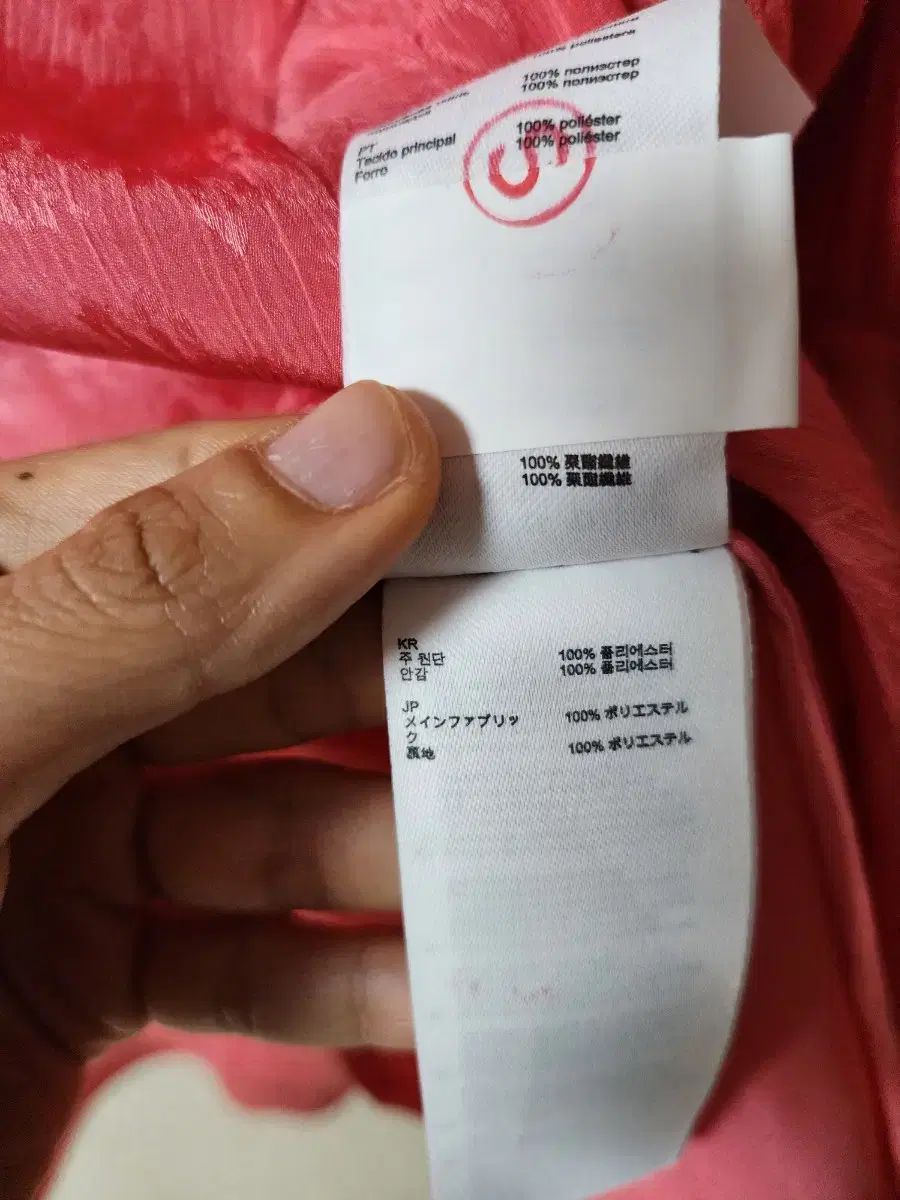 100% poliestere
100% полиэстер
100% полиэстер
PT
Tecido principal 100% poliéster
Forro 100% poliéster
100% 聚酯纖維
100% 聚酯纖維
KR
주 원단 100% 폴리에스터
안감 100% 폴리에스터
JP
メインファブリッ 100% ポリエステル
ク
裏地 100% ポリエステル